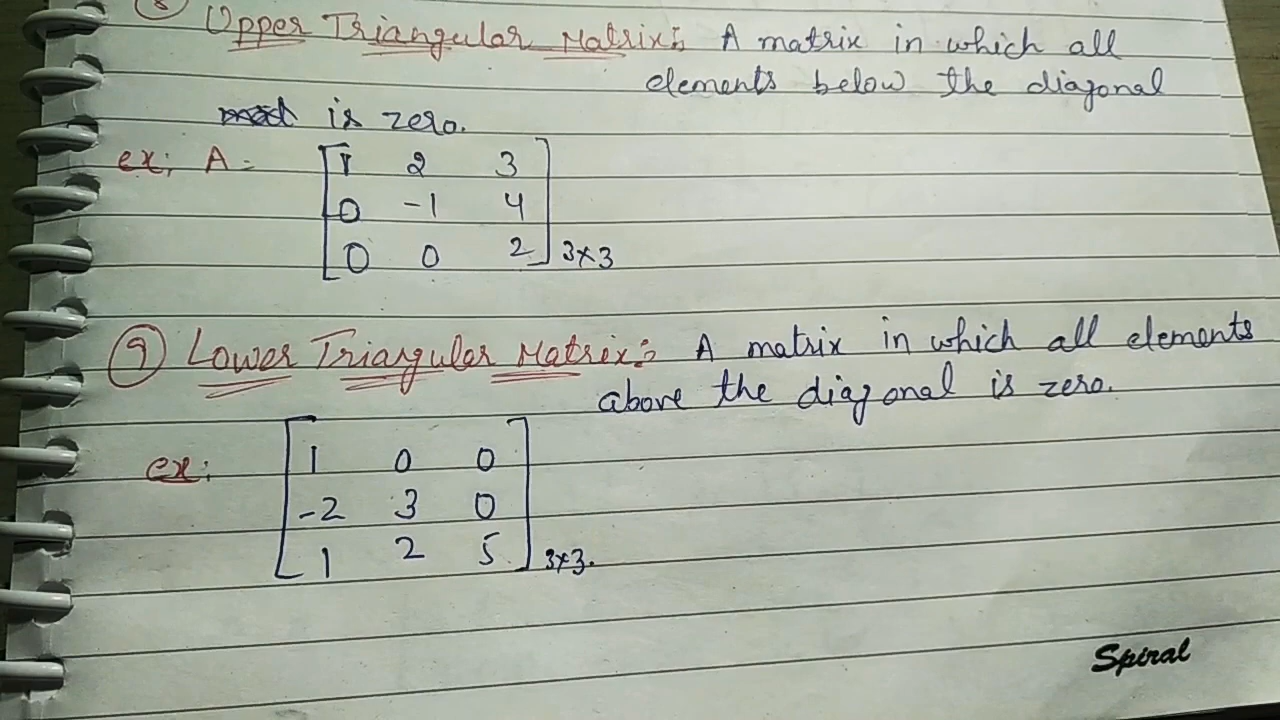 8 Upper Triangular Matrix: A matrix in which all
elements below the diagonal
is zero.
ex: A = 1 2 3
0 -1 4
0 0 2 3×3
9 Lower Triangular Matrix: A matrix in which all elements
above the diagonal is zero.
ex: 1 0 0
-2 3 0
1 2 5 3×3.
Spiral